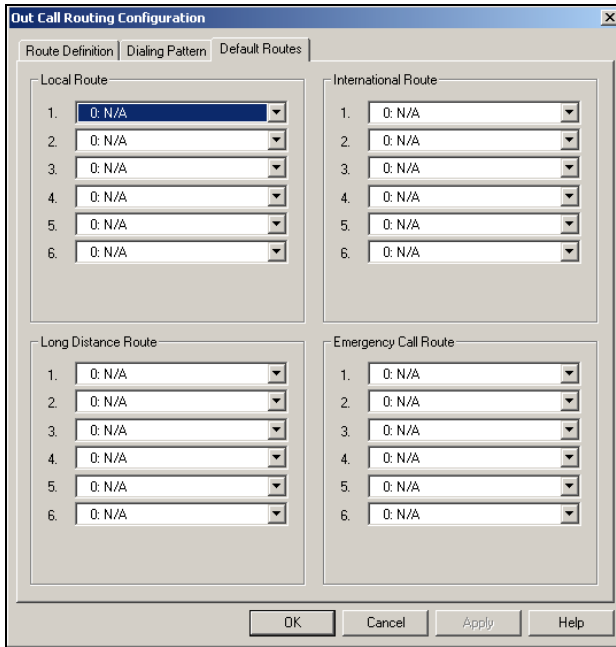 Out Call Routing Configuration
Route Definition Dialing Pattern Default Routes
Local Route
1. 0: N/A
2. 0: N/A
3. 0: N/A
4. 0: N/A
5. 0: N/A
6. 0: N/A
International Route
1. 0: N/A
2. 0: N/A
3. 0: N/A
4. 0: N/A
5. 0: N/A
6. 0: N/A
Long Distance Route
1. 0: N/A
2. 0: N/A
3. 0: N/A
4. 0: N/A
5. 0: N/A
6. 0: N/A
Emergency Call Route
1. 0: N/A
2. 0: N/A
3. 0: N/A
4. 0: N/A
5. 0: N/A
6. 0: N/A
OK Cancel Apply Help